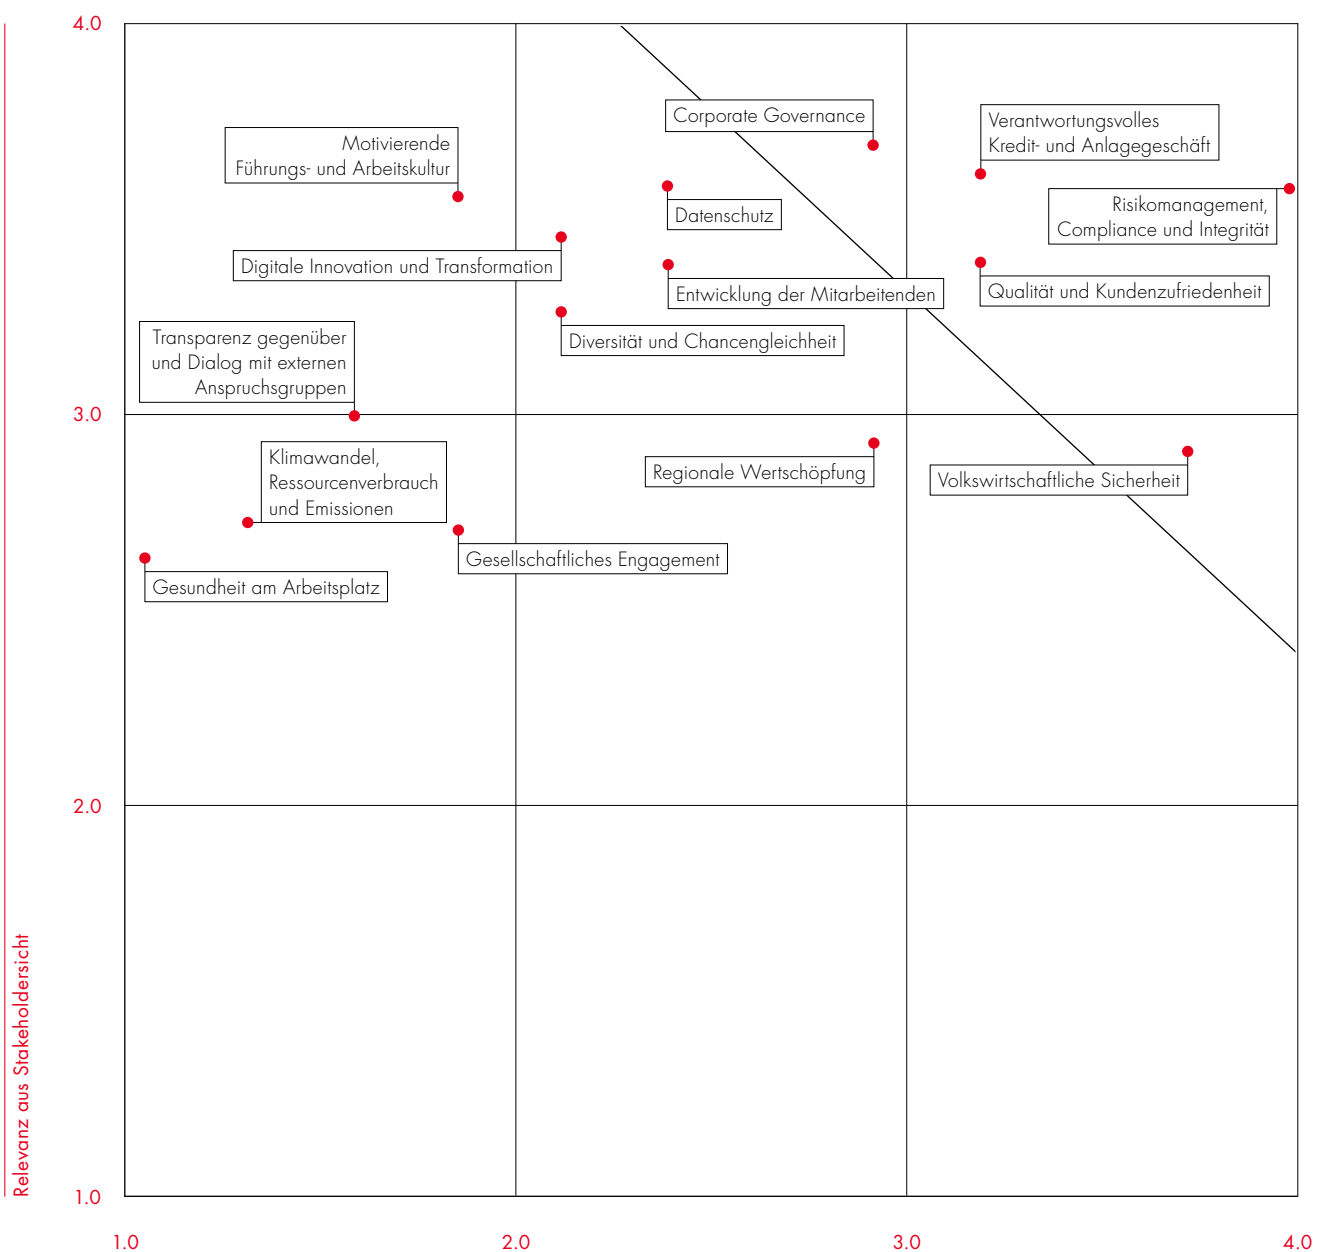 4.0
Corporate Governance
Verantwortungsvolles
Kredit- und Anlagegeschäft
Motivierende
Führungs- und Arbeitskultur
Risikomanagement,
Compliance und Integrität
Datenschutz
Digitale Innovation und Transformation
Entwicklung der Mitarbeitenden
Qualität und Kundenzufriedenheit
Diversität und Chancengleichheit
Transparenz gegenüber
und Dialog mit externen
Anspruchsgruppen
3.0
Klimawandel,
Ressourcenverbrauch
und Emissionen
Regionale Wertschöpfung
Volkswirtschaftliche Sicherheit
Gesellschaftliches Engagement
Gesundheit am Arbeitsplatz
2.0
Relevanz aus Stakeholdersicht
1.0
1.0
2.0
3.0
4.0